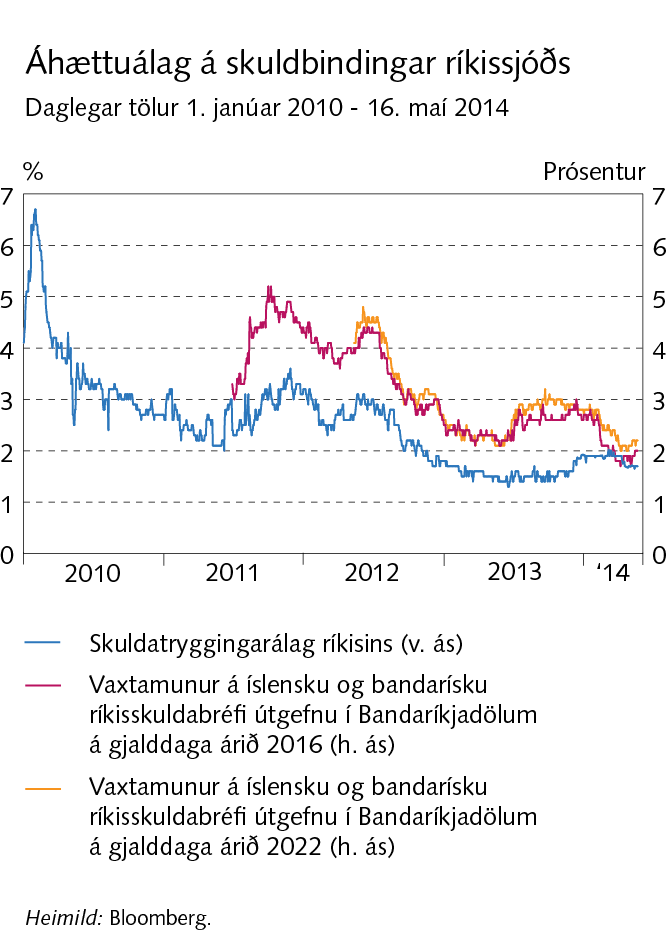 Áhættuálag á skuldbindingar ríkissjóðs
Daglegar tölur 1. janúar 2010 - 16. maí 2014
% Prósentur
7 7
6 6
5 5
4 4
3 3
2 2
1 1
0 0
2010 2011 2012 2013 ‘14
Skuldatryggingarálag ríkisins (v. ás)
Vaxtamunur á íslensku og bandarísku
ríkisskuldabréfi útgefnu í Bandaríkjadölum
á gjalddaga árið 2016 (h. ás)
Vaxtamunur á íslensku og bandarísku
ríkisskuldabréfi útgefnu í Bandaríkjadölum
á gjalddaga árið 2022 (h. ás)
Heimild: Bloomberg.